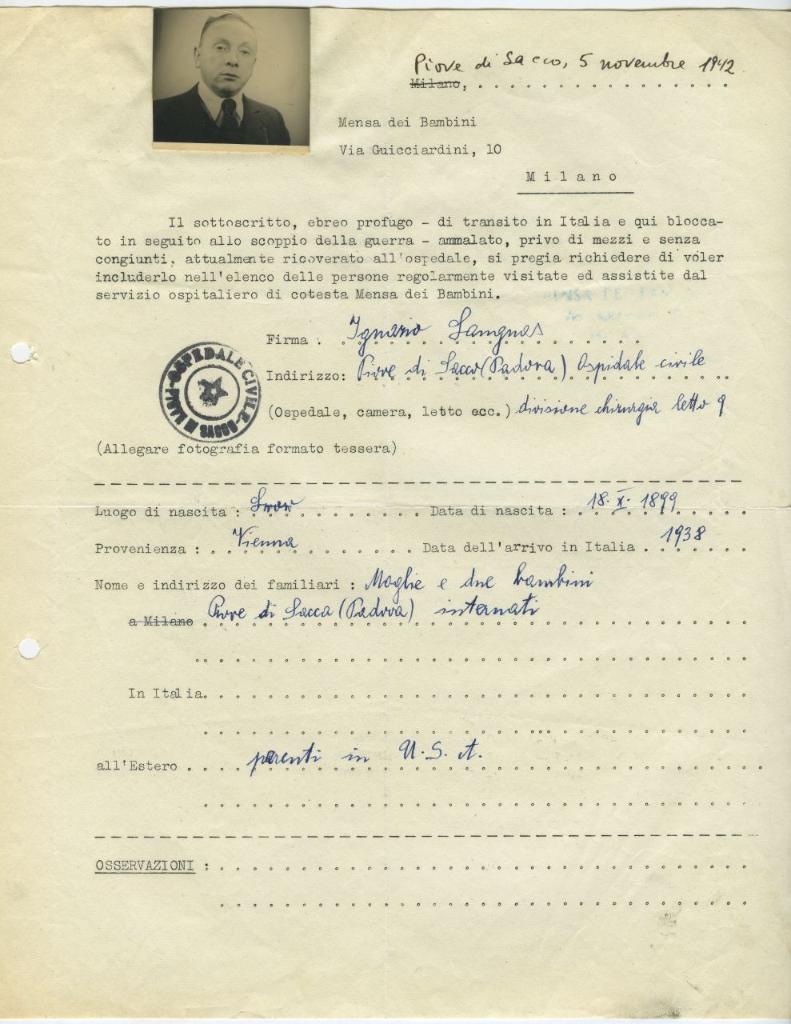 Piove di Sacco, 5 novembre 1942
Milano,
Mensa dei Bambini
Via Guicciardini, 10
Milano
Il sottoscritto, ebreo profugo - di transito in Italia e qui blocca-
to in seguito allo scoppio della guerra - ammalato, privo di mezzi e senza
congiunti, attualmente ricoverato all'ospedale, si pregia richiedere di voler
includerlo nell'elenco delle persone regolarmente visitate ed assistite dal
servizio ospitaliero di cotesta Mensa dei Bambini.
Firma : Ignazio Langnas
Indirizzo: Piove di Sacco (Padova) Ospidale civile
OSPEDALE CIVILE
(Ospedale, camera, letto ecc.) divisione chirurgia letto 9
(Allegare fotografia formato tessera)
Luogo di nascita : Lwow Data di nascita : 18. X. 1899
Provenienza : Vienna Data dell'arrivo in Italia 1938
Nome e indirizzo dei familiari : Moglie e due bambini
a Milano Piove di Sacca (Padova) internati
In Italia
all'Estero parenti in U.S.A.
OSSERVAZIONI :